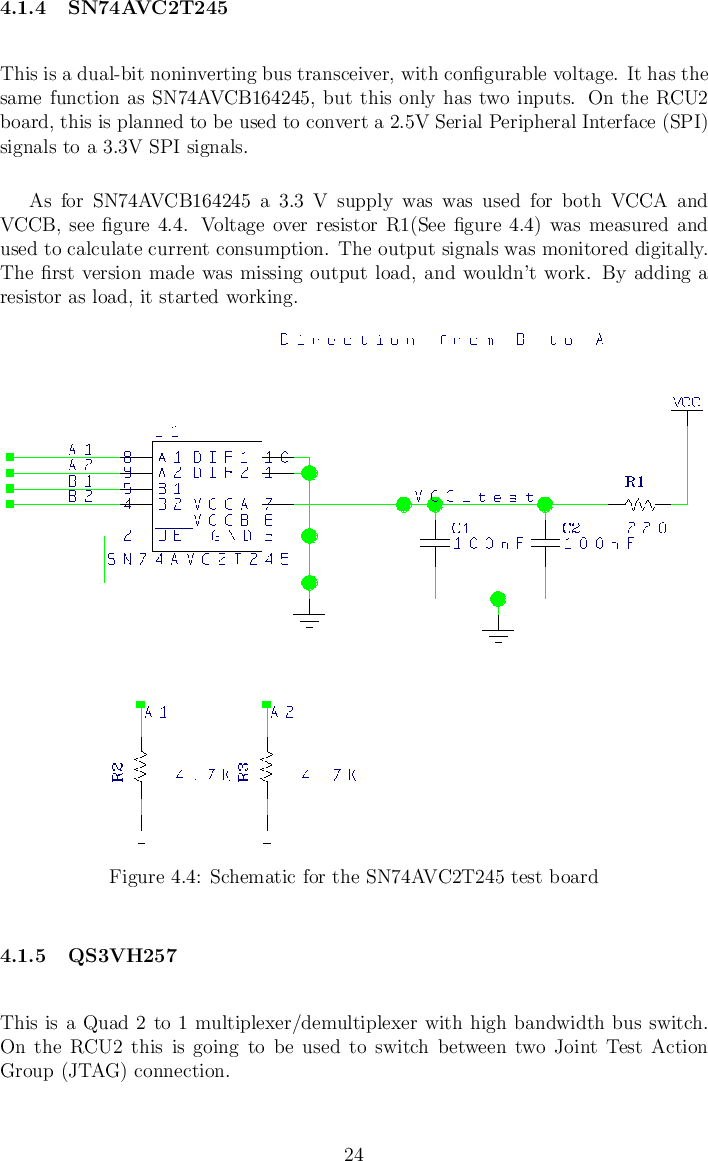 4.1.4 SN74AVC2T245
This is a dual-bit noninverting bus transceiver, with configurable voltage. It has the
same function as SN74AVCB164245, but this only has two inputs. On the RCU2
board, this is planned to be used to convert a 2.5V Serial Peripheral Interface (SPI)
signals to a 3.3V SPI signals.
As for SN74AVCB164245 a 3.3 V supply was was used for both VCCA and
VCCB, see figure 4.4. Voltage over resistor R1(See figure 4.4) was measured and
used to calculate current consumption. The output signals was monitored digitally.
The first version made was missing output load, and wouldn't work. By adding a
resistor as load, it started working.
Direction from B to A
VCC
A1 8 A1 DIR1 10
A2 9 A2 DIR2 1
B1 5 B1
B2 4 B2 VCCA 7
VCCB 6
2 OE GND 3
SN74AVC2T245
VCC_test
R1
270
C1
100nF
C2
100nF
A1
A2
R2 4.7K
R3 4.7K
Figure 4.4: Schematic for the SN74AVC2T245 test board
4.1.5 QS3VH257
This is a Quad 2 to 1 multiplexer/demultiplexer with high bandwidth bus switch.
On the RCU2 this is going to be used to switch between two Joint Test Action
Group (JTAG) connection.
24